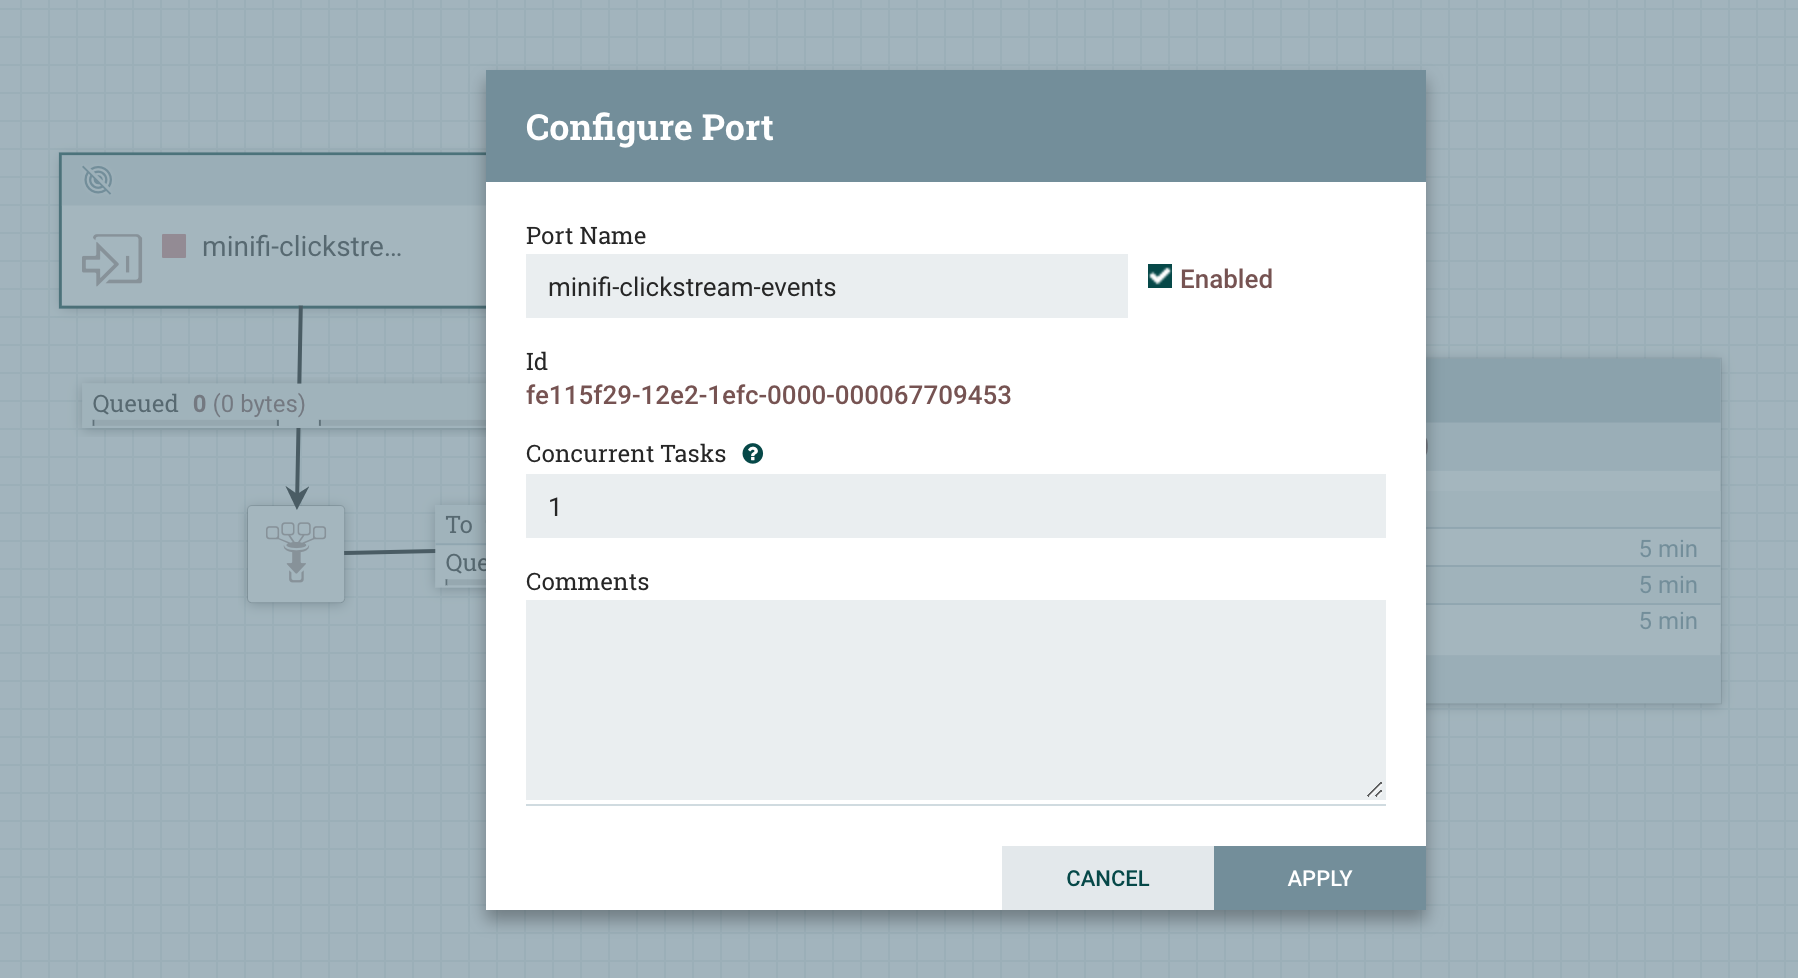 Configure Port
minifi-clickstre...
Port Name
minifi-clickstream-events
Enabled
Id
fe115f29-12e2-1efc-0000-000067709453
Queued 0 (0 bytes)
Concurrent Tasks ?
1
To
Que
5 min
5 min
5 min
Comments
CANCEL
APPLY